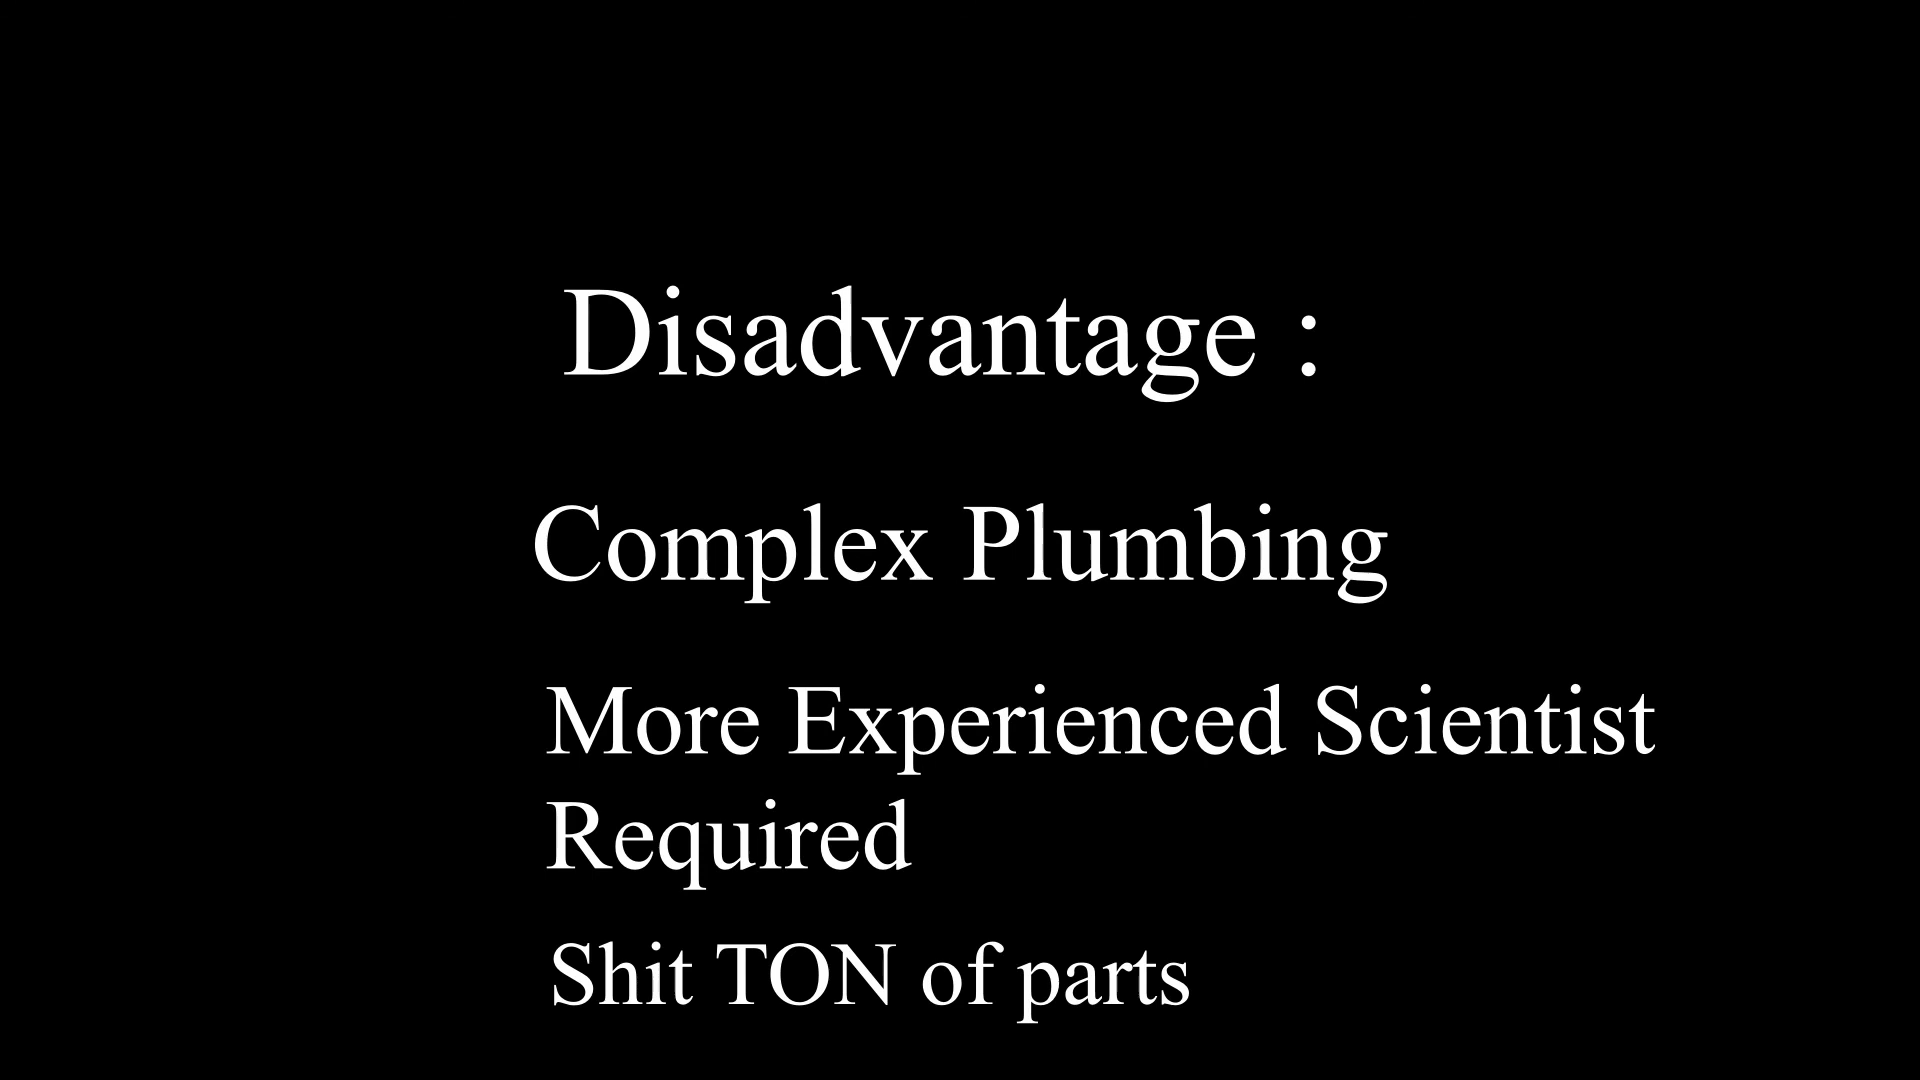 Disadvantage :
Complex Plumbing
More Experienced Scientist
Required
Shit TON of parts